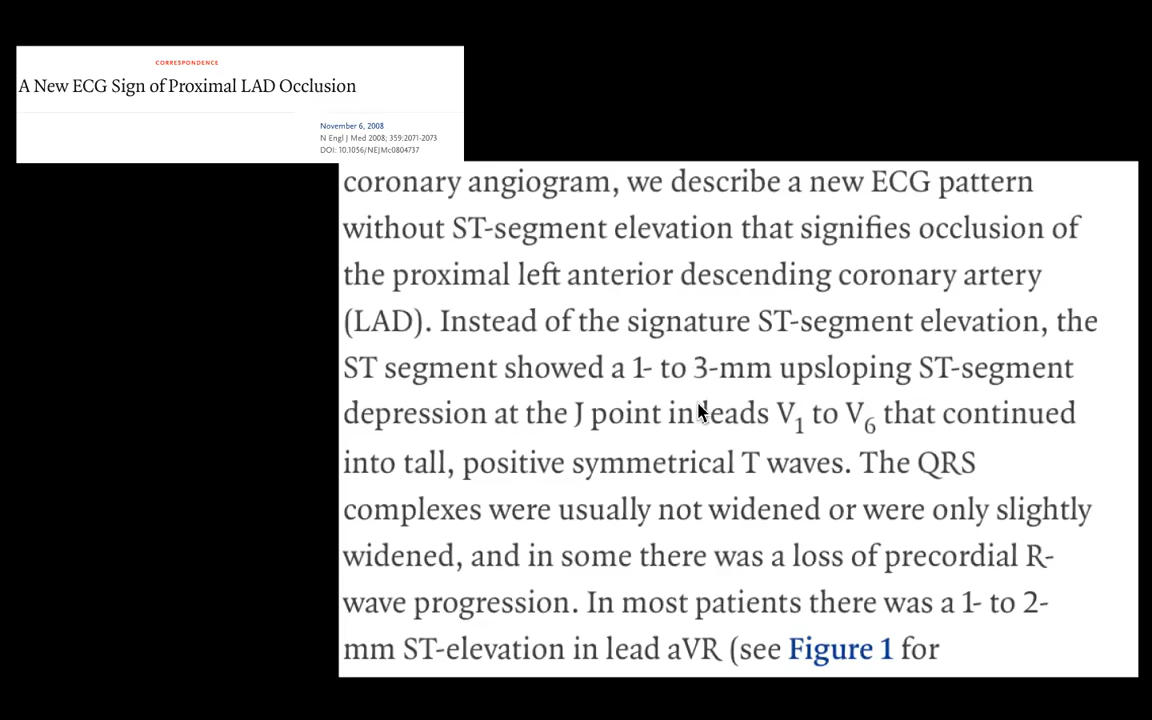 CORRESPONDENCE
A New ECG Sign of Proximal LAD Occlusion
November 6, 2008
N Engl J Med 2008; 359:2071-2073
DOI: 10.1056/NEJMc0804737
coronary angiogram, we describe a new ECG pattern
without ST-segment elevation that signifies occlusion of
the proximal left anterior descending coronary artery
(LAD). Instead of the signature ST-segment elevation, the
ST segment showed a 1- to 3-mm upsloping ST-segment
depression at the J point in leads V1 to V6 that continued
into tall, positive symmetrical T waves. The QRS
complexes were usually not widened or were only slightly
widened, and in some there was a loss of precordial R-
wave progression. In most patients there was a 1- to 2-
mm ST-elevation in lead aVR (see Figure 1 for